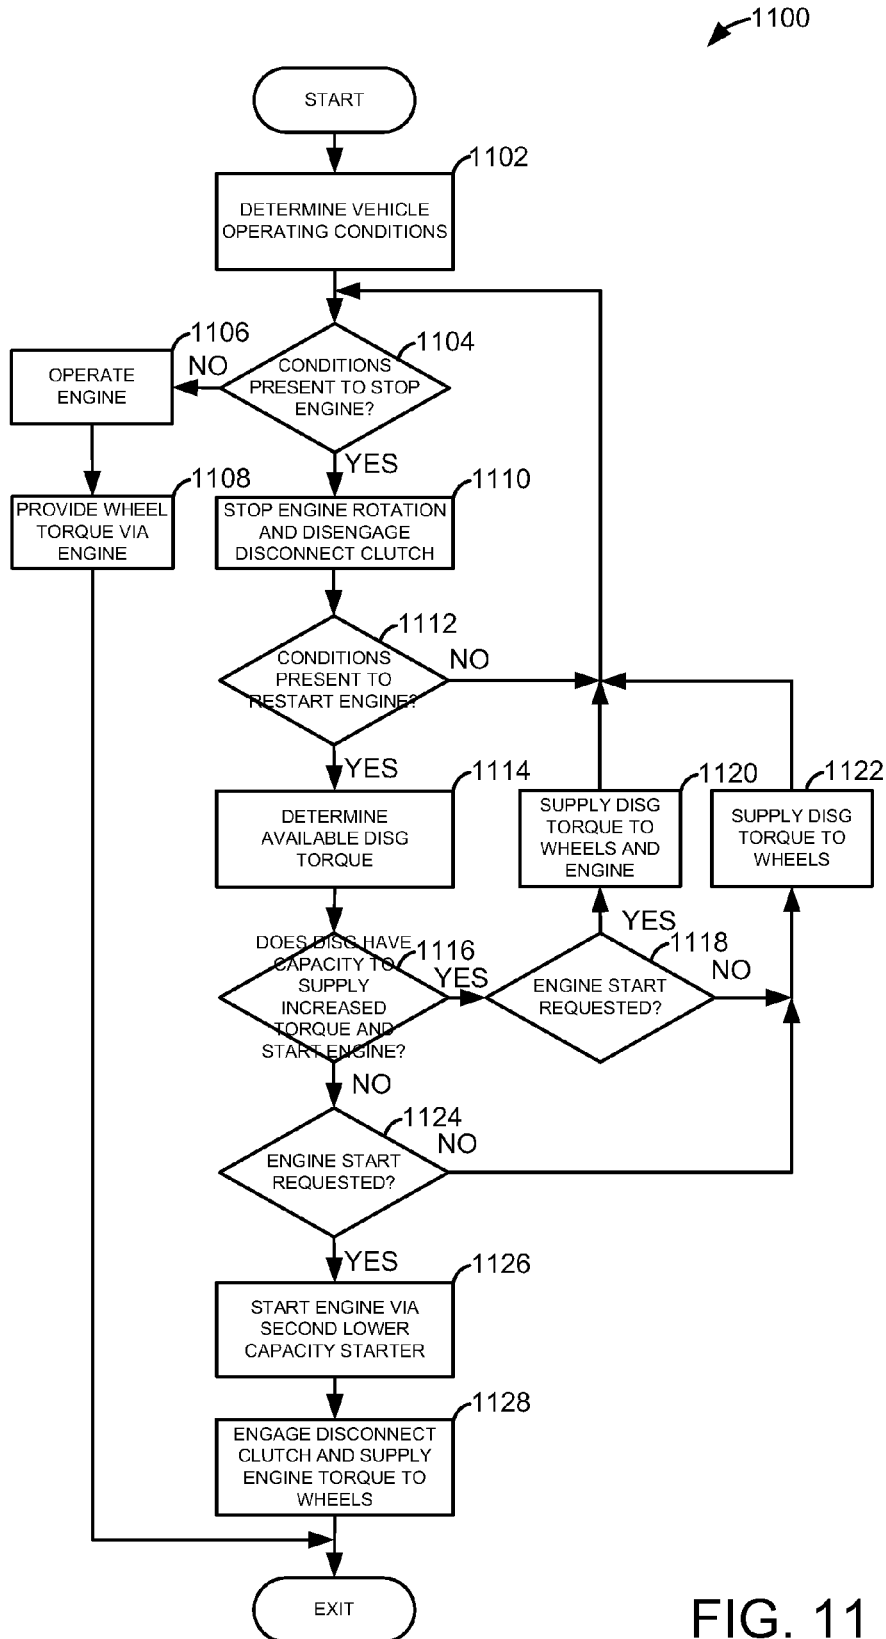 1100
START
1102
DETERMINE VEHICLE
OPERATING CONDITIONS
1106
1104
NO
OPERATE
ENGINE
CONDITIONS
PRESENT TO STOP
ENGINE?
YES
1108
1110
PROVIDE WHEEL
TORQUE VIA
ENGINE
STOP ENGINE ROTATION
AND DISENGAGE
DISCONNECT CLUTCH
1112
NO
CONDITIONS
PRESENT TO
RESTART ENGINE?
YES
1114
1120
1122
DETERMINE
AVAILABLE DISG
TORQUE
SUPPLY DISG
TORQUE TO
WHEELS AND
ENGINE
SUPPLY DISG
TORQUE TO
WHEELS
DOES DISG HAVE
CAPACITY TO
SUPPLY
INCREASED
TORQUE AND
START ENGINE?
1116
YES
YES
1118
NO
ENGINE START
REQUESTED?
NO
1124
NO
ENGINE START
REQUESTED?
YES
1126
START ENGINE VIA
SECOND LOWER
CAPACITY STARTER
1128
ENGAGE DISCONNECT
CLUTCH AND SUPPLY
ENGINE TORQUE TO
WHEELS
EXIT
FIG. 11